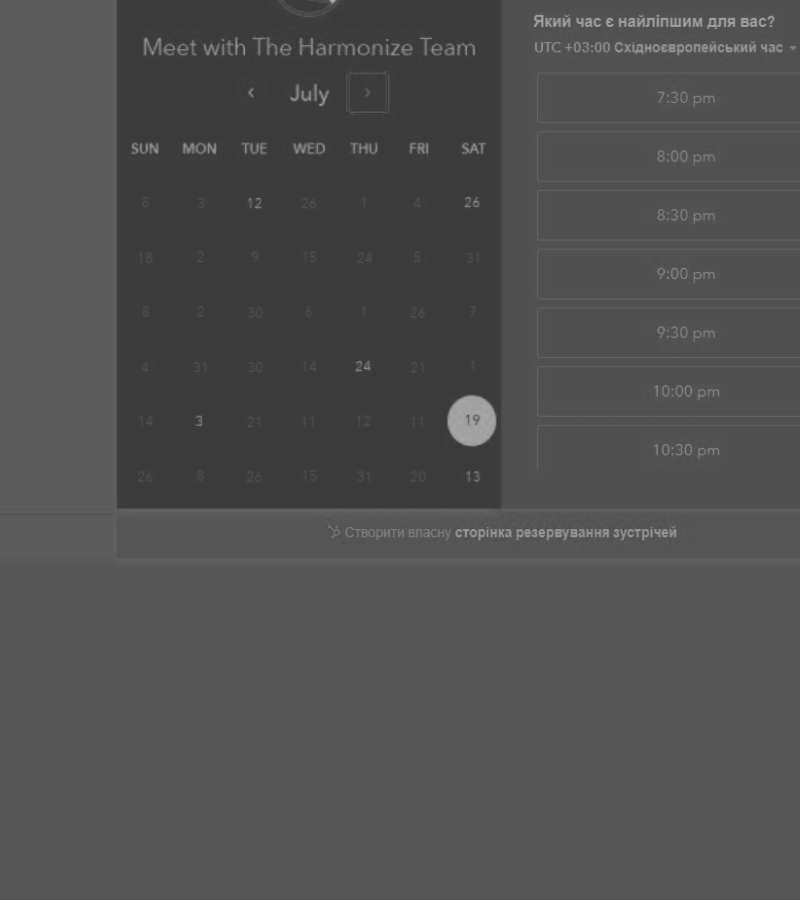 Meet with The Harmonize Team
July
SUN MON TUE WED THU FRI SAT
8 3 12 26 1 4 26
18 2 9 15 24 5 31
8 2 30 6 1 26 7
4 31 30 14 24 21 1
14 3 21 11 12 11 19
26 8 26 15 31 20 13
Який час є найліпшим для вас?
UTC +03:00 Східноєвропейський час
7:30 pm
8:00 pm
8:30 pm
9:00 pm
9:30 pm
10:00 pm
10:30 pm
Створити власну сторінка резервування зустрічей